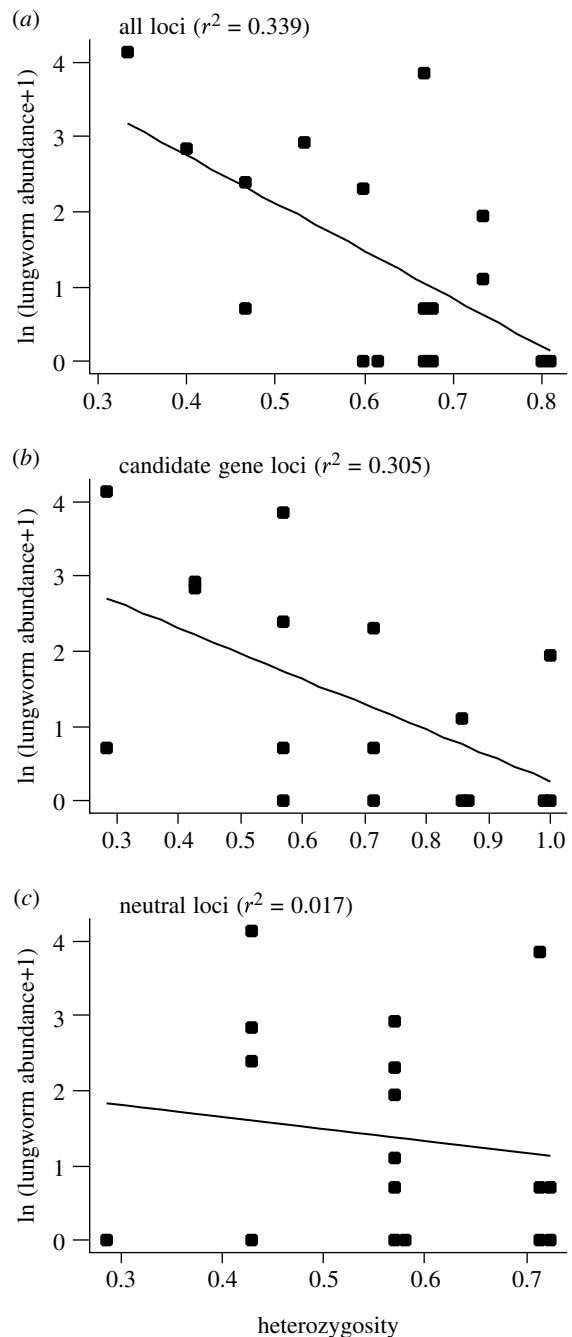 (a) all loci (r² = 0.339)
ln (lungworm abundance+1)
4
3
2
1
0
0.3 0.4 0.5 0.6 0.7 0.8
(b) candidate gene loci (r² = 0.305)
ln (lungworm abundance+1)
4
3
2
1
0
0.3 0.4 0.5 0.6 0.7 0.8 0.9 1.0
(c) neutral loci (r² = 0.017)
ln (lungworm abundance+1)
4
3
2
1
0
0.3 0.4 0.5 0.6 0.7
heterozygosity